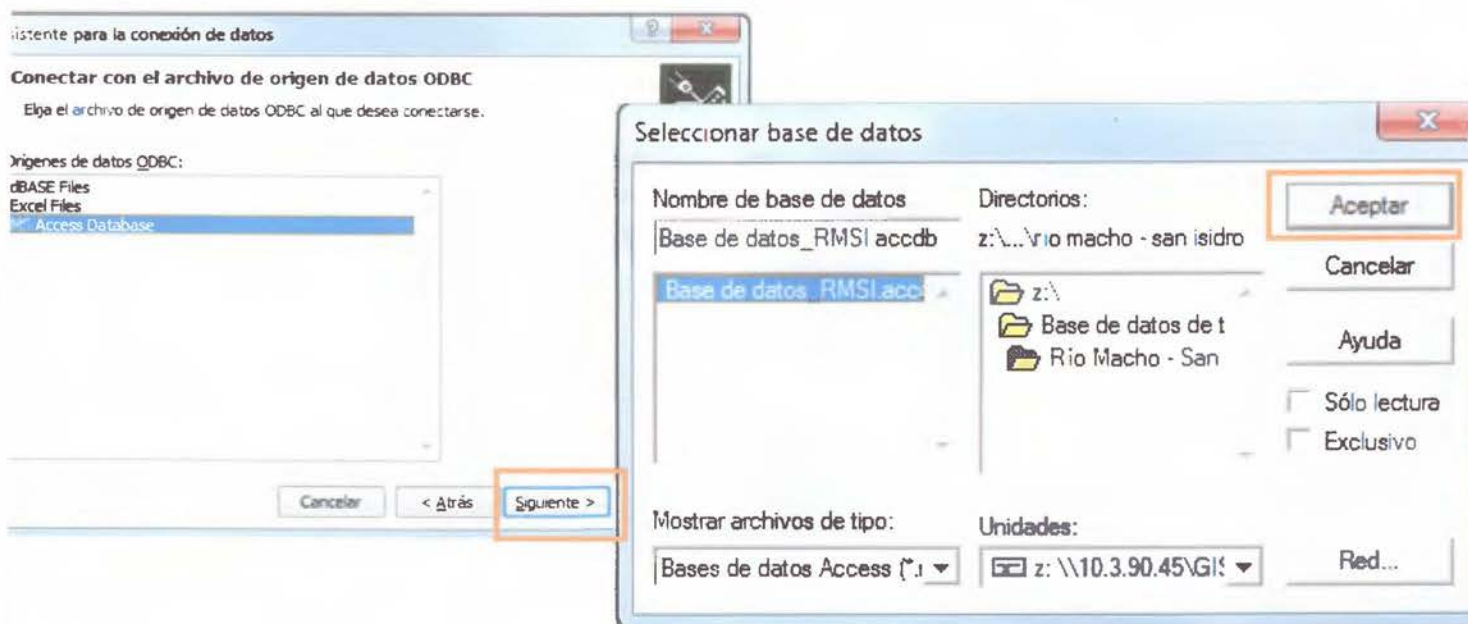 istente para la conexión de datos
Conectar con el archivo de origen de datos ODBC
Elija el archivo de origen de datos ODBC al que desea conectarse.
Orígenes de datos ODBC:
dBASE Files
Excel Files
Access Database
Cancelar
< Atrás
Siguiente >
Seleccionar base de datos
Nombre de base de datos
Base de datos_RMSI.accdb
Base de datos_RMSI.acc
Directorios:
z:\...\rio macho - san isidro
z:\
Base de datos de t
Rio Macho - San
Aceptar
Cancelar
Ayuda
Sólo lectura
Exclusivo
Mostrar archivos de tipo:
Bases de datos Access (*.
Unidades:
z: \\10.3.90.45\GIS
Red...